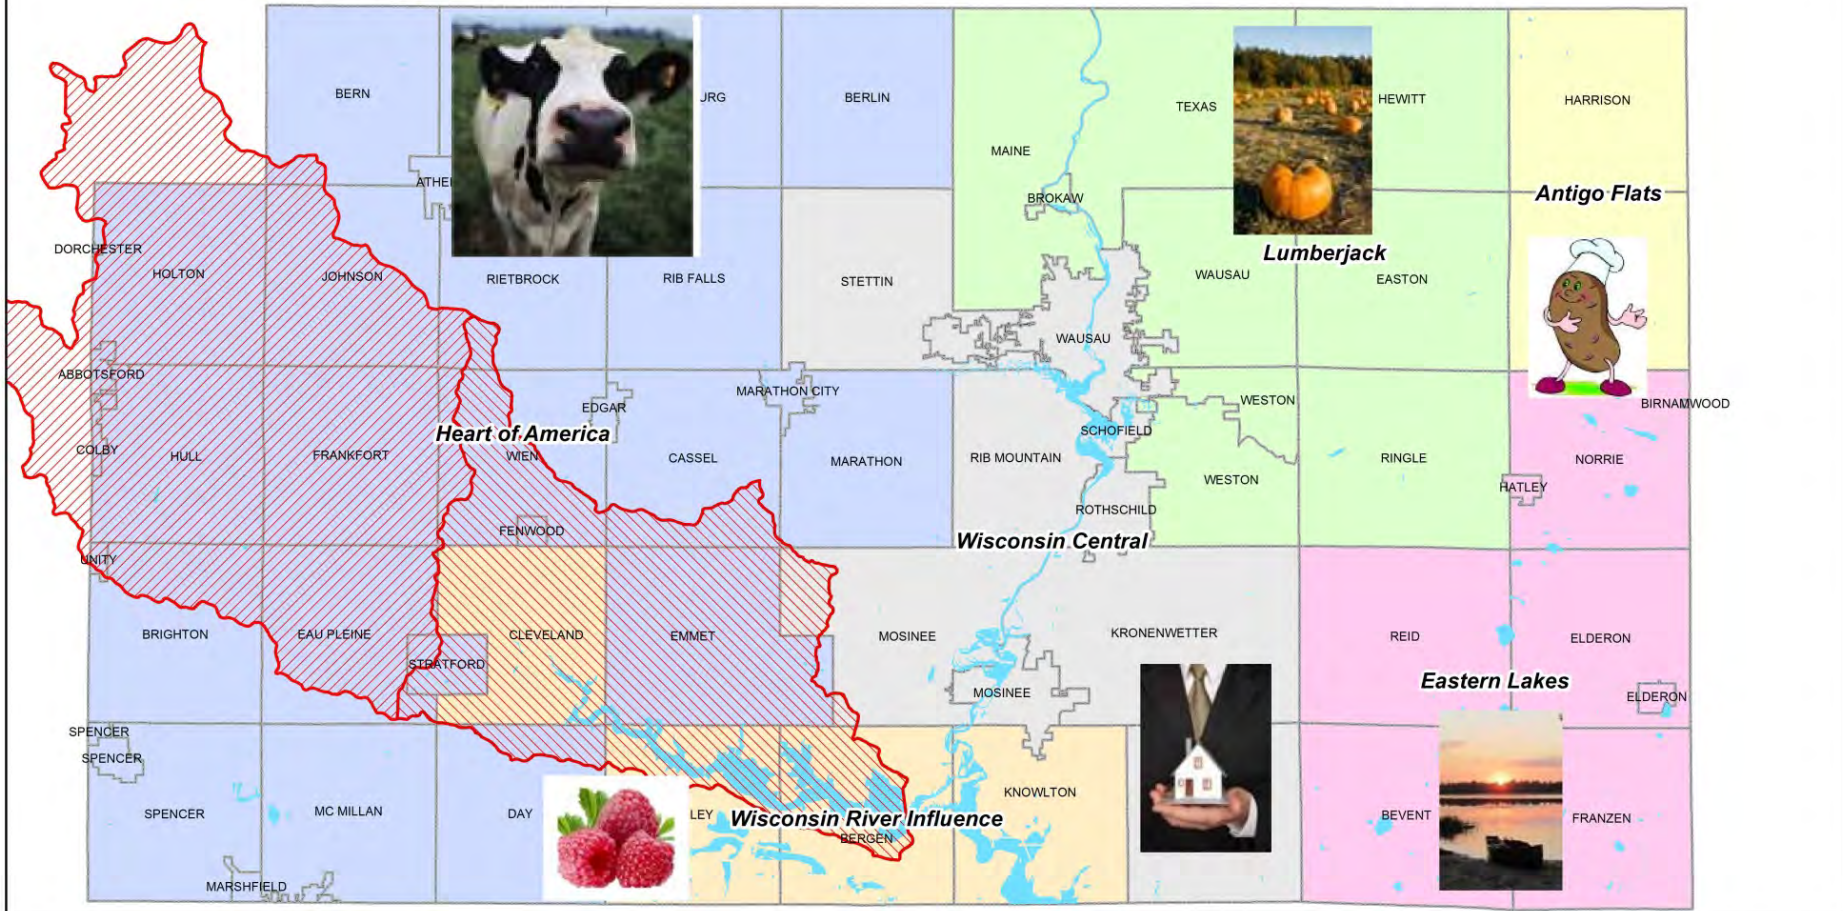 BERN
URG
BERLIN
TEXAS
HEWITT
HARRISON
MAINE
ATHE
BROKAW
Antigo Flats
DORCHESTER
HOLTON
JOHNSON
RIETBROCK
RIB FALLS
STETTIN
WAUSAU
Lumberjack
EASTON
WAUSAU
ABBOTSFORD
EDGAR
MARATHON CITY
WESTON
BIRNAMWOOD
Heart of America
SCHOFIELD
COLBY
HULL
FRANKFORT
WIEN
CASSEL
MARATHON
RIB MOUNTAIN
WESTON
RINGLE
NORRIE
HATLEY
ROTHSCHILD
FENWOOD
Wisconsin Central
UNITY
BRIGHTON
EAU PLEINE
CLEVELAND
EMMET
MOSINEE
KRONENWETTER
REID
ELDERON
STRATFORD
Eastern Lakes
MOSINEE
ELDERON
SPENCER
SPENCER
SPENCER
MC MILLAN
DAY
LEY
Wisconsin River Influence
BERGEN
KNOWLTON
BEVENT
FRANZEN
MARSHFIELD